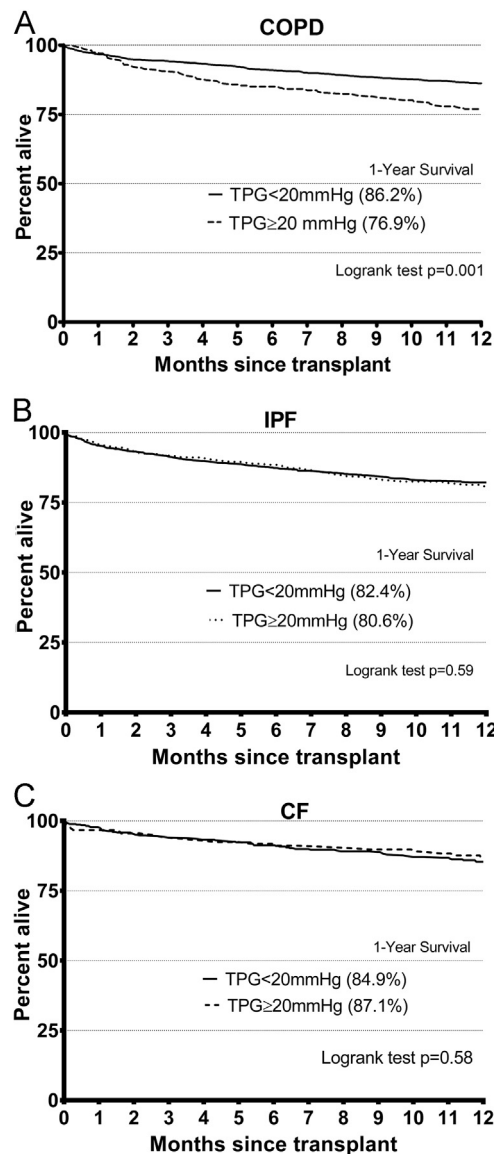 A
COPD
100
75
50
25
0
Percent alive
1-Year Survival
TPG<20mmHg (86.2%)
TPG≥20 mmHg (76.9%)
Logrank test p=0.001
0 1 2 3 4 5 6 7 8 9 10 11 12
Months since transplant
B
IPF
100
75
50
25
0
Percent alive
1-Year Survival
TPG<20mmHg (82.4%)
TPG≥20mmHg (80.6%)
Logrank test p=0.59
0 1 2 3 4 5 6 7 8 9 10 11 12
Months since transplant
C
CF
100
75
50
25
0
Percent alive
1-Year Survival
TPG<20mmHg (84.9%)
TPG≥20mmHg (87.1%)
Logrank test p=0.58
0 1 2 3 4 5 6 7 8 9 10 11 12
Months since transplant